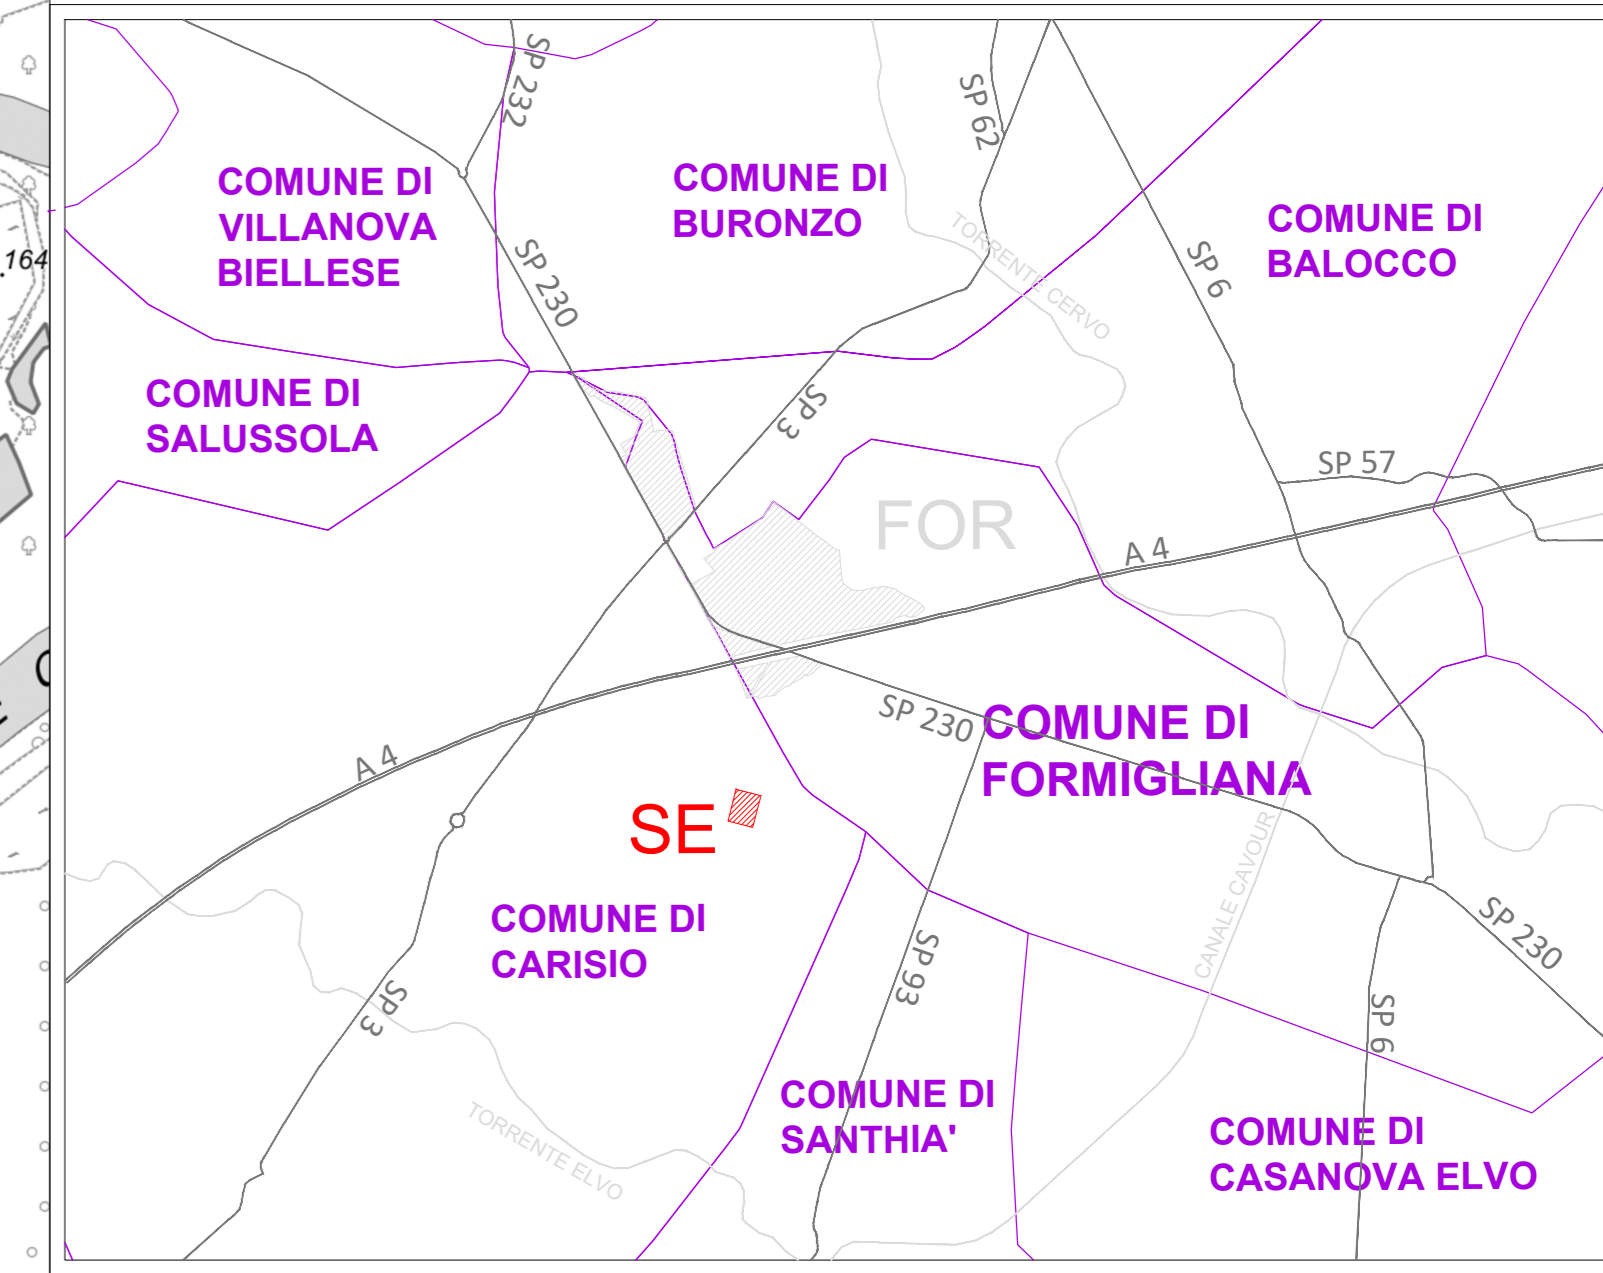 SP 232
SP 62
COMUNE DI
VILLANOVA
BIELLESE
COMUNE DI
BURONZO
COMUNE DI
BALOCCO
.164
SP 230
TORRENTE CERVO
SP 6
COMUNE DI
SALUSSOLA
SP 3
SP 57
FOR
A 4
A 4
SP 230
COMUNE DI
FORMIGLIANA
SE
COMUNE DI
CARISIO
CANALE CAVOUR
SP 230
SP 93
SP 3
SP 6
COMUNE DI
SANTHIA'
TORRENTE ELVO
COMUNE DI
CASANOVA ELVO